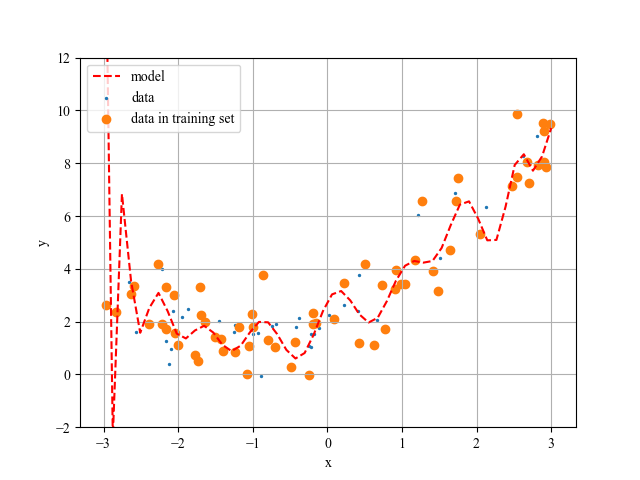 12
10
8
6
4
2
0
−2
y
model
data
data in training set
−3 −2 −1 0 1 2 3
x